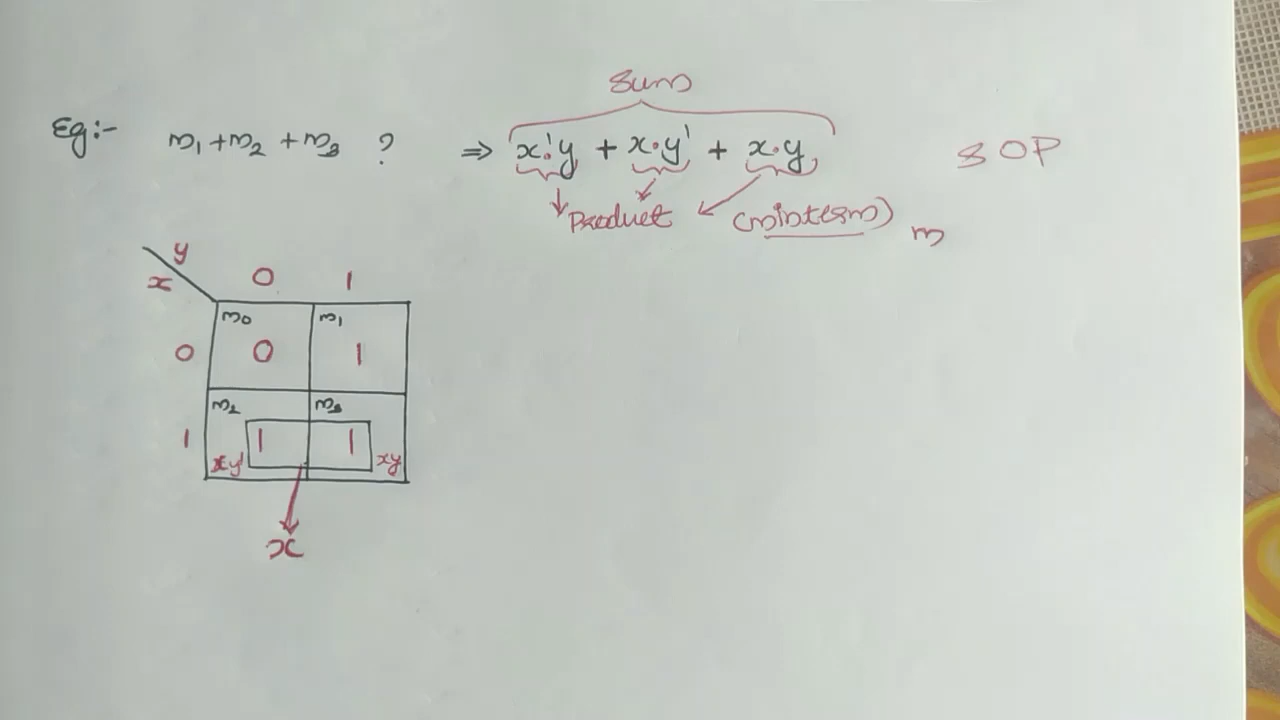 Sum
Eg:- m₁ + m₂ + m₃ ? ⇒ x'.y + x.y' + x.y SOP
Product (minterm) m
y
x 0 1
m₀ m₁
0 0 1
m₂ m₃
1 1 1
xy' xy
x